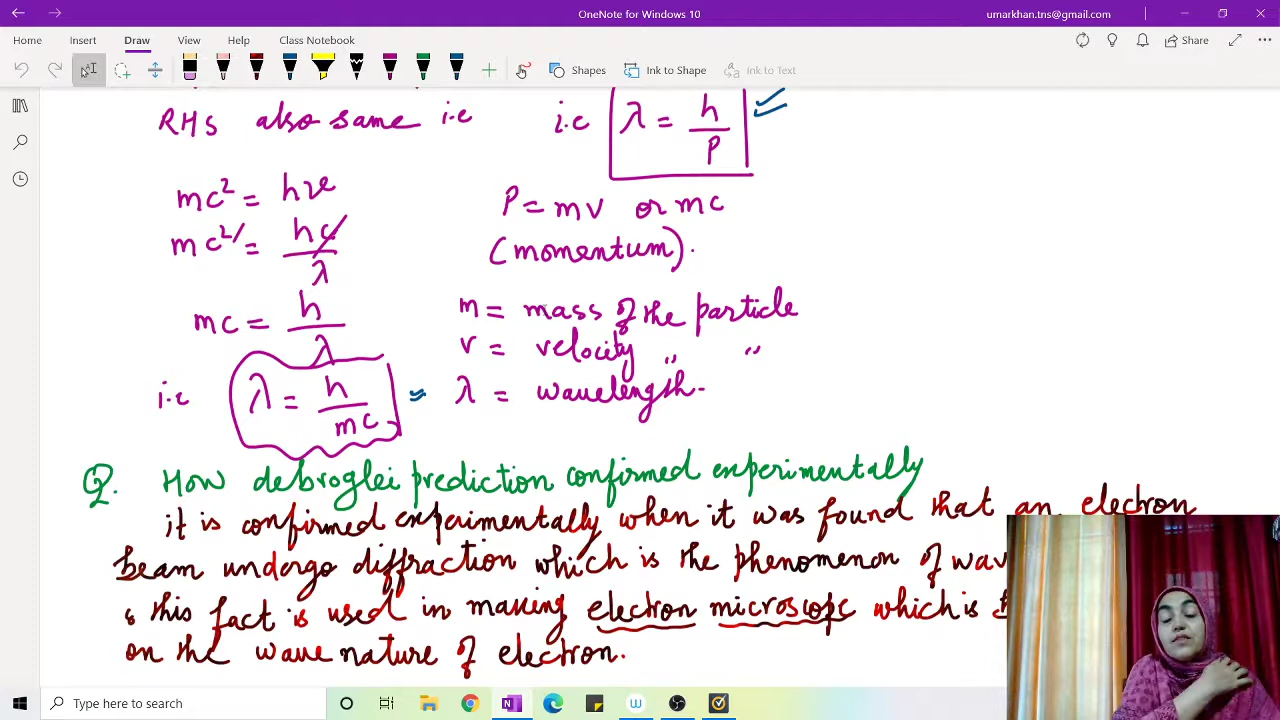 OneNote for Windows 10
umarkhan.tns@gmail.com
Home Insert Draw View Help Class Notebook
Share
Shapes Ink to Shape Ink to Text
RHS also same i.e
i.e λ = h/p
mc² = hν
mc² = hc/λ
mc = h/λ
i.e λ = h/mc
P = mv or mc
(momentum).
m = mass of the particle
v = velocity " "
λ = wavelength
Q. How debroglei prediction confirmed experimentally
it is confirmed experimentally when it was found that an electron
beam undergo diffraction which is the phenomenon of wav
& this fact is used in making electron microscope which is
on the wave nature of electron.
Type here to search